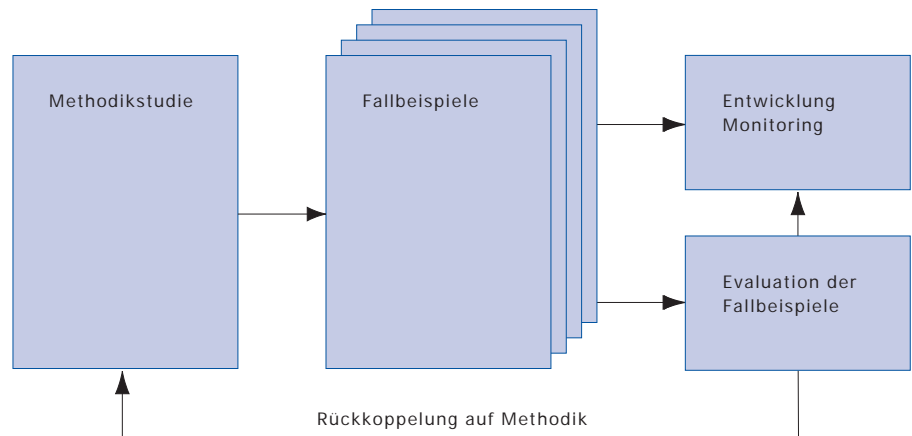 Methodikstudie
Fallbeispiele
Entwicklung
Monitoring
Evaluation der
Fallbeispiele
Rückkoppelung auf Methodik